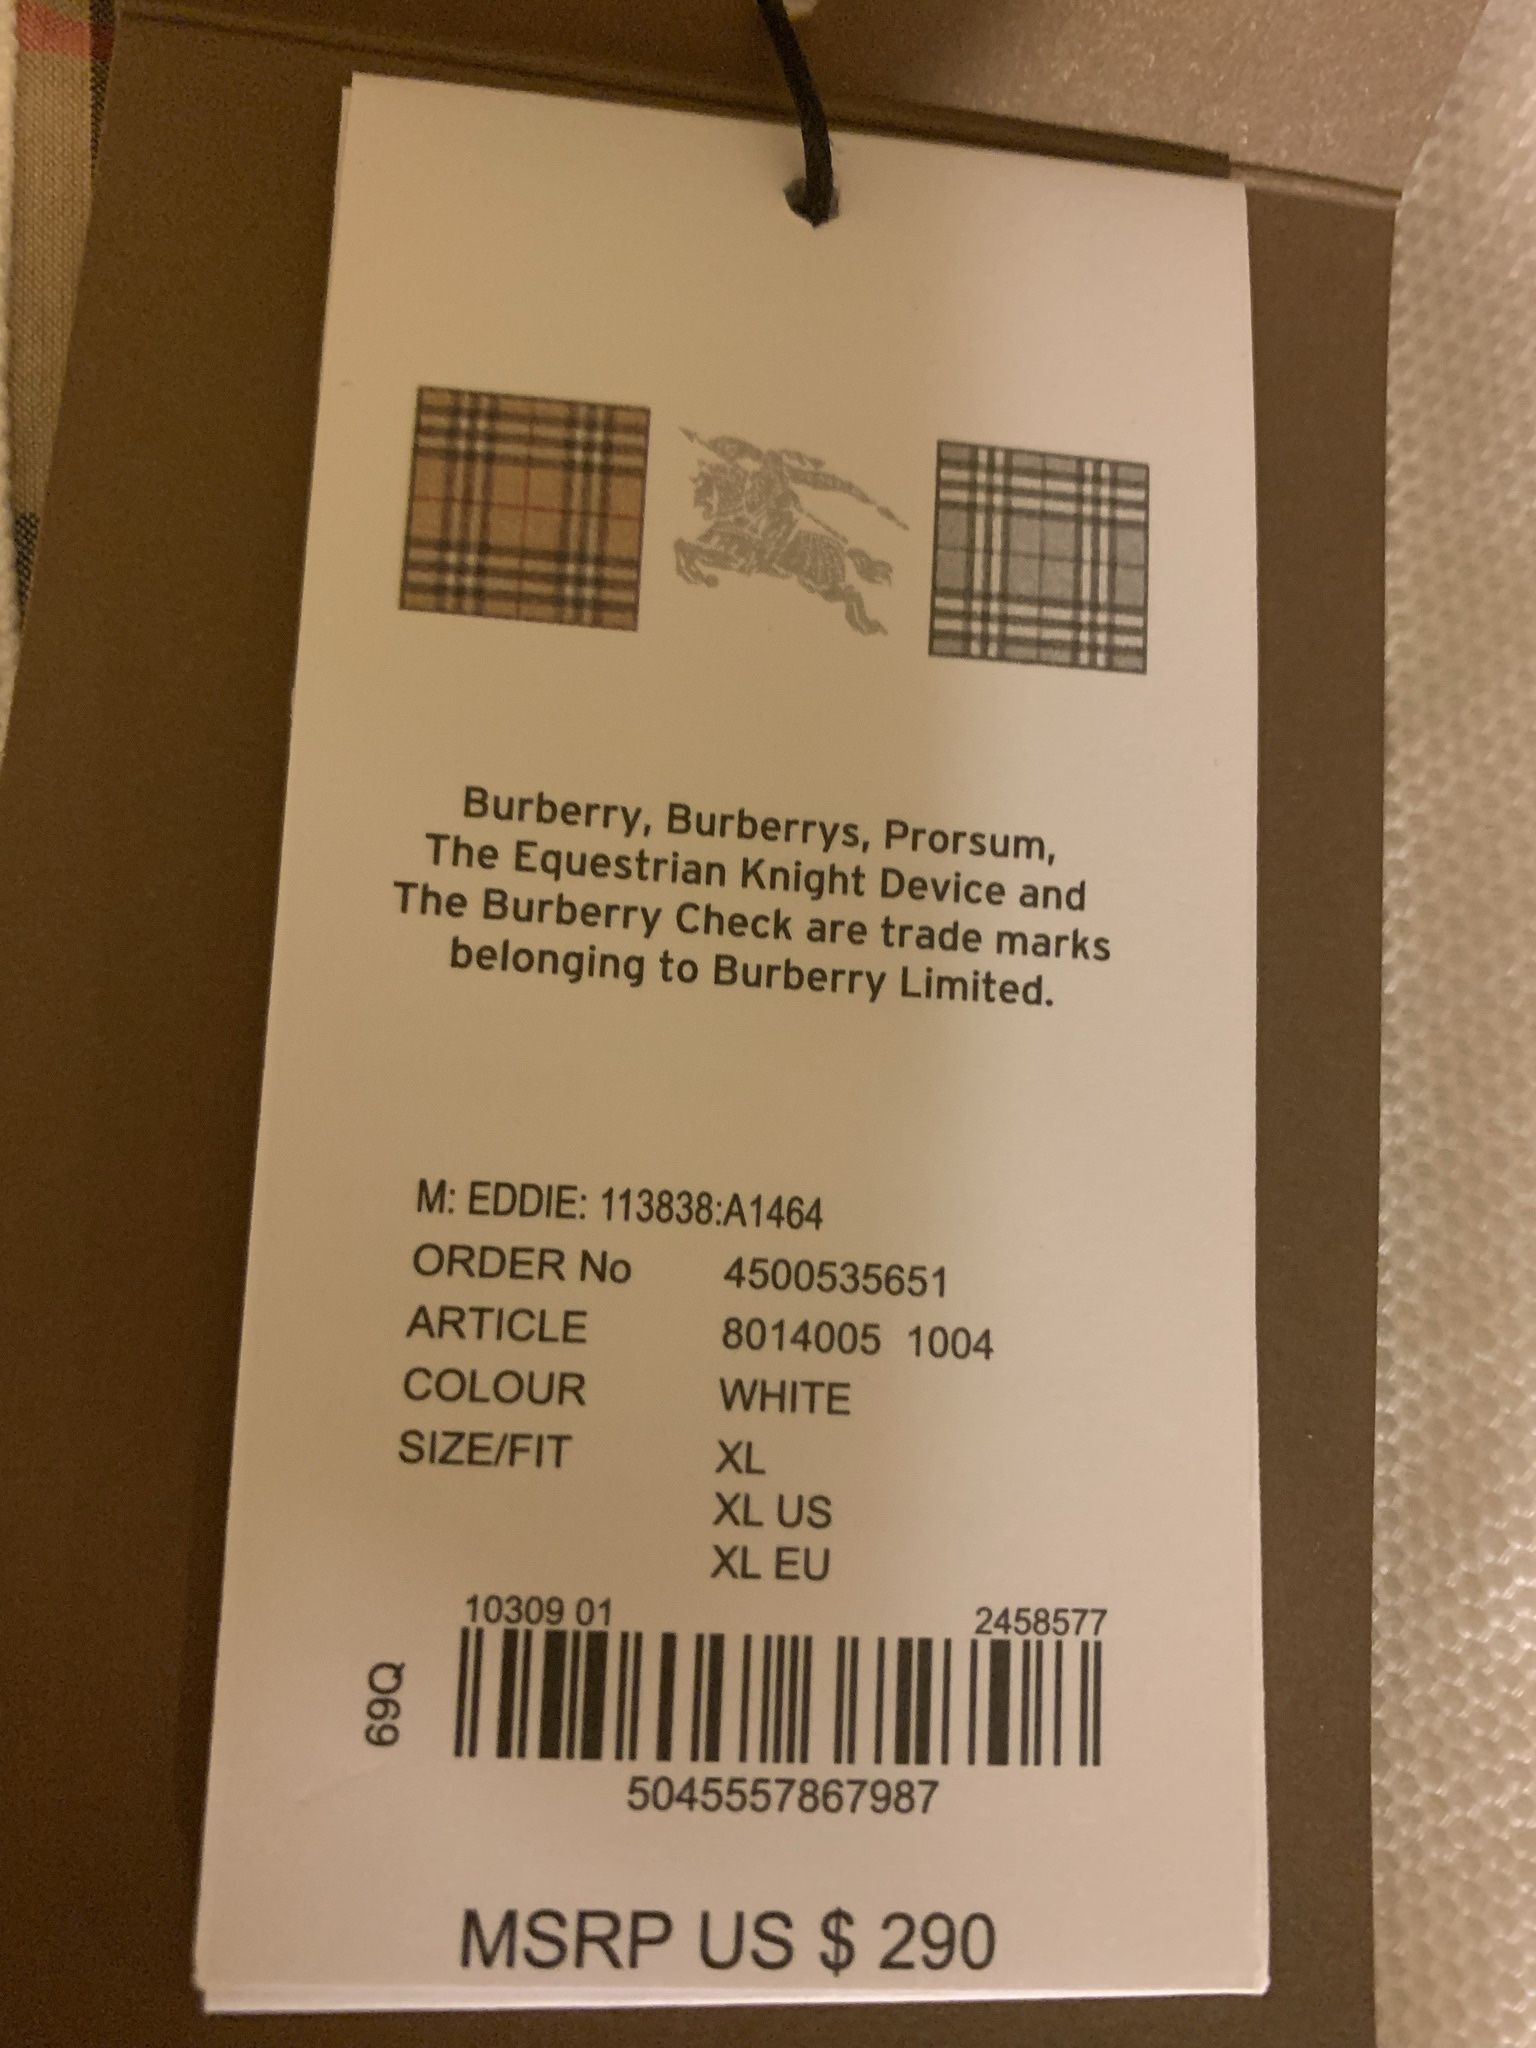 Burberry, Burberrys, Prorsum,
The Equestrian Knight Device and
The Burberry Check are trade marks
belonging to Burberry Limited.
M: EDDIE: 113838:A1464
ORDER No 4500535651
ARTICLE 8014005 1004
COLOUR WHITE
SIZE/FIT XL
XL US
XL EU
10309 01 2458577
69Q
5045557867987
MSRP US $ 290